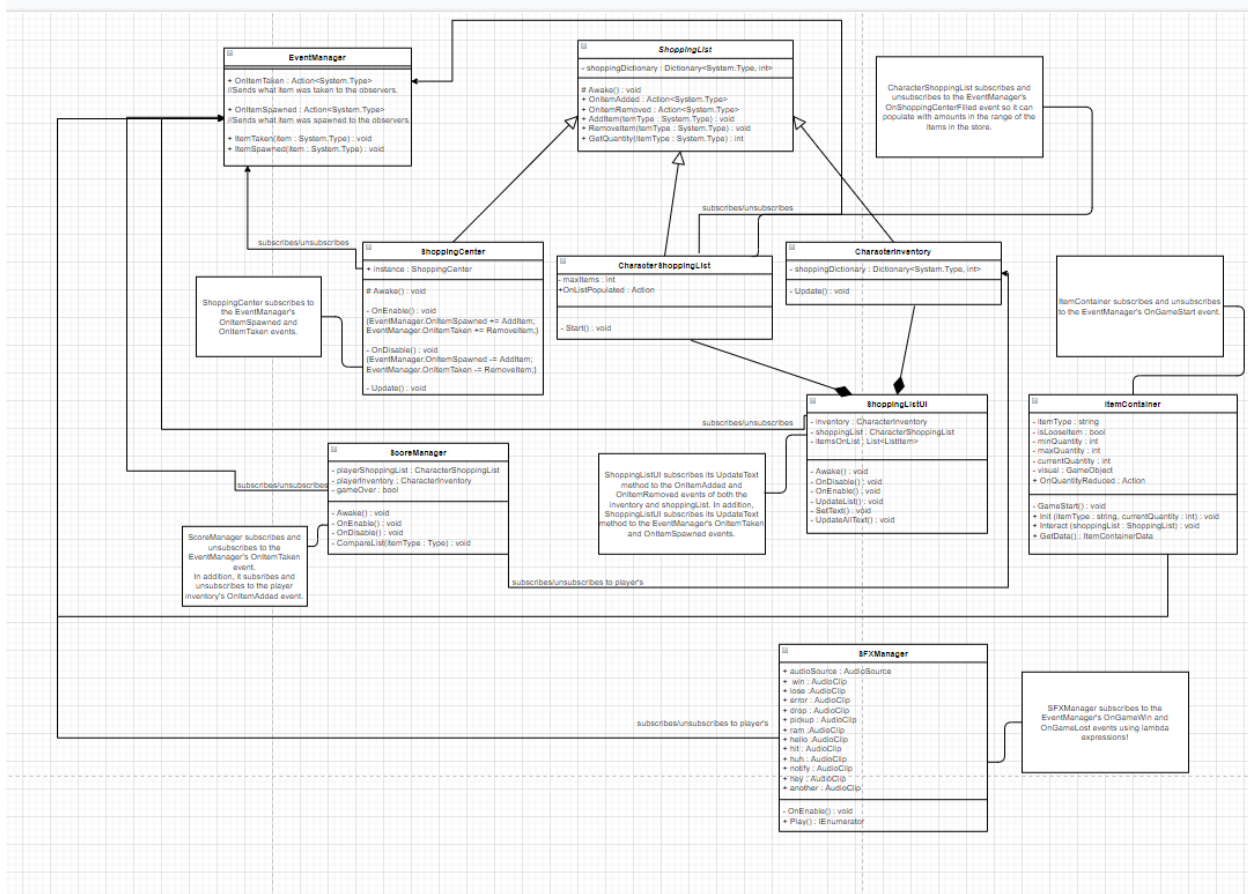 EventManager
+ OnItemTaken : Action<System.Type>
//Sends what item was taken to the observers.
+ OnItemSpawned : Action<System.Type>
//Sends what item was spawned to the observers
+ ItemTaken(Item : System.Type) : void
+ ItemSpawned(Item : System.Type) : void
ShoppingList
- shoppingDictionary : Dictionary<System.Type, int>
# Awake() : void
+ OnItemAdded : Action<System.Type>
+ OnItemRemoved : Action<System.Type>
+ AddItem(itemType : System.Type) : void
+ RemoveItem(itemType : System.Type) : void
+ GetQuantity(itemType : System.Type) : int
CharacterShoppingList subscribes and
unsubscribes to the EventManager's
OnShoppingCenterFilled event so it can
populate with amounts in the range of the
items in the store.
subscribes/unsubscribes
subscribes/unsubscribes
ShoppingCenter
+ instance : ShoppingCenter
# Awake() : void
- OnEnable() : void
(EventManager.OnItemSpawned += AddItem;
EventManager.OnItemTaken += RemoveItem;)
- OnDisable() : void
(EventManager.OnItemSpawned -= AddItem;
EventManager.OnItemTaken -= RemoveItem;)
- Update() : void
ShoppingCenter subscribes to
the EventManager's
OnItemSpawned and
OnItemTaken events.
CharacterShoppingList
- maxItems : int
+OnListPopulated : Action
- Start() : void
CharacterInventory
- shoppingDictionary : Dictionary<System.Type, int>
- Update() : void
ItemContainer subscribes and unsubscribes
to the EventManager's OnGameStart event.
ShoppingListUI
- inventory : CharacterInventory
- shoppingList : CharacterShoppingList
- itemsOnList : List<ListItem>
- Awake() : void
- OnDisable() : void
- OnEnable() : void
- UpdateList() : void
- SetText() : void
- UpdateAllText() : void
ItemContainer
- itemType : string
- isLooseItem : bool
- minQuantity : int
- maxQuantity : int
- currentQuantity : int
- visual : GameObject
+ OnQuantityReduced : Action
- GameStart() : void
+ Init (itemType : string, currentQuantity : int) : void
+ Interact (shoppingList : ShoppingList) : void
+ GetData() : ItemContainerData
subscribes/unsubscribes
ScoreManager
- playerShoppingList : CharacterShoppingList
- playerInventory : CharacterInventory
- gameOver : bool
- Awake() : void
- OnEnable() : void
- OnDisable() : void
- CompareList(itemType : Type) : void
subscribes/unsubscribes
ShoppingListUI subscribes its UpdateText
method to the OnItemAdded and
OnItemRemoved events of both the
inventory and shoppingList. In addition,
ShoppingListUI subscribes its UpdateText
method to the EventManager's OnItemTaken
and OnItemSpawned events.
ScoreManager subscribes and
unsubscribes to the
EventManager's OnItemTaken
event.
In addition, it subsribes and
unsubscribes to the player
inventory's OnItemAdded event.
subscribes/unsubscribes to player's
SFXManager
+ audioSource : AudioSource
+ win : AudioClip
+ lose :AudioClip
+ error : AudioClip
+ drop : AudioClip
+ pickup : AudioClip
+ ram :AudioClip
+ hello : AudioClip
+ hit : AudioClip
+ huh : AudioClip
+ notify : AudioClip
+ hey : AudioClip
+ another : AudioClip
- OnEnable() : void
+ Play() : IEnumerator
subscribes/unsubscribes to player's
SFXManager subscribes to the
EventManager's OnGameWin and
OnGameLost events using lambda
expressions!